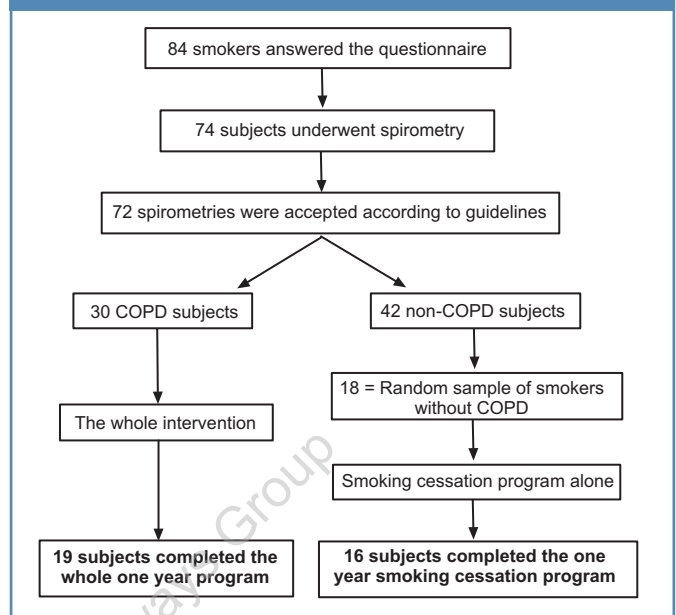 84 smokers answered the questionnaire
74 subjects underwent spirometry
72 spirometries were accepted according to guidelines
30 COPD subjects
42 non-COPD subjects
18 = Random sample of smokers
without COPD
The whole intervention
Smoking cessation program alone
19 subjects completed the
whole one year program
16 subjects completed the one
year smoking cessation program
Group